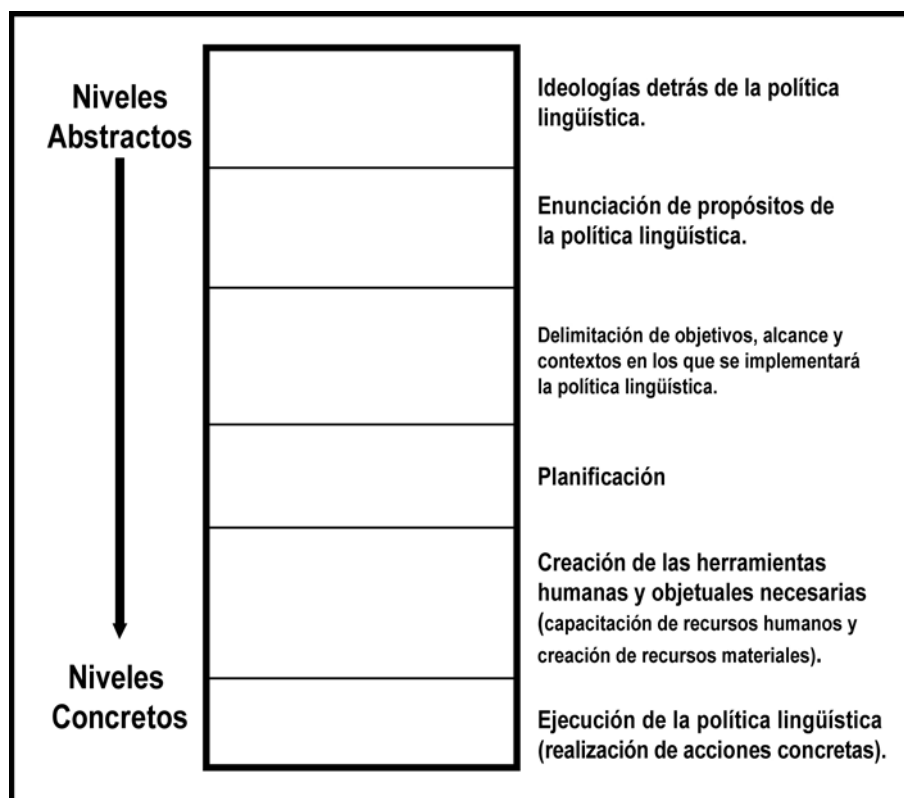 Niveles
Abstractos
Ideologías detrás de la política
lingüística.
Enunciación de propósitos de
la política lingüística.
Delimitación de objetivos, alcance y
contextos en los que se implementará
la política lingüística.
Planificación
Creación de las herramientas
humanas y objetuales necesarias
(capacitación de recursos humanos y
creación de recursos materiales).
Niveles
Concretos
Ejecución de la política lingüística
(realización de acciones concretas).